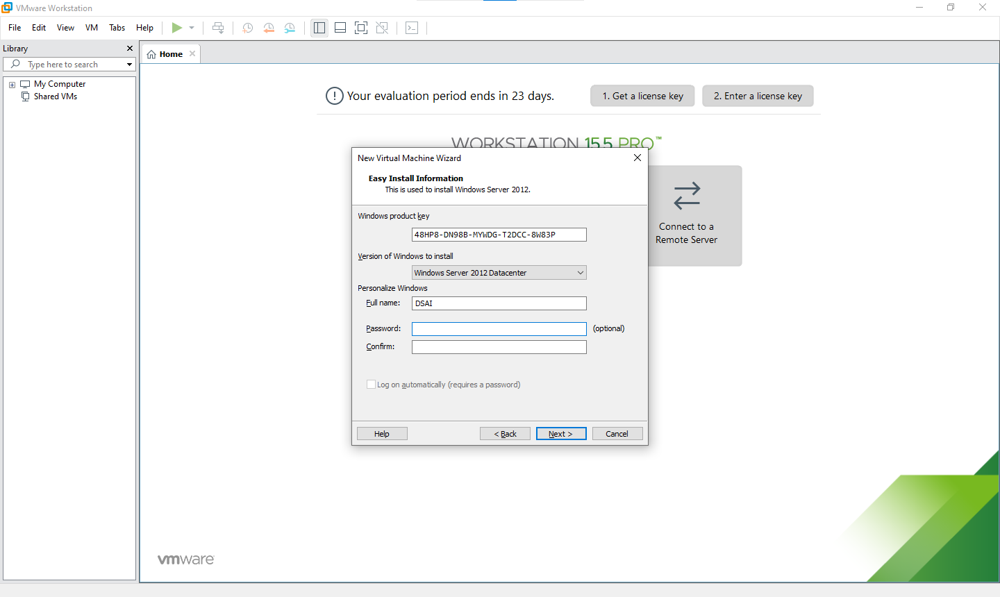 VMware Workstation
File Edit View VM Tabs Help
Library
Type here to search
My Computer
Shared VMs
Home
Your evaluation period ends in 23 days.
1. Get a license key
2. Enter a license key
WORKSTATION 15.5 PRO™
New Virtual Machine Wizard
Easy Install Information
This is used to install Windows Server 2012.
Windows product key
48HP8-DN98B-MYWDG-T2DCC-8W83P
Version of Windows to install
Windows Server 2012 Datacenter
Personalize Windows
Full name: DSAI
Password: (optional)
Confirm:
Log on automatically (requires a password)
Help < Back Next > Cancel
Connect to a
Remote Server
vmware